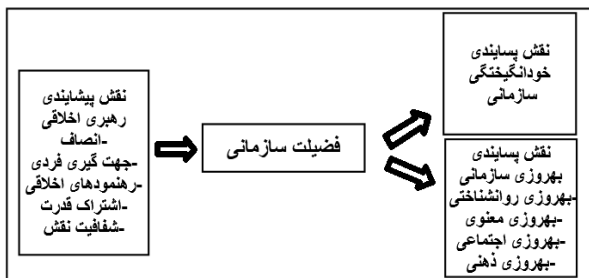 نقش پیشایندی
رهبری اخلاقی
-انصاف
-جهت گیری فردی
-رهنمودهای اخلاقی
-اشتراک قدرت
-شفافیت نقش
فضیلت سازمانی
نقش پسایندی
خودانگیختگی
سازمانی
نقش پسایندی
بهروزی سازمانی
-بهروزی روانشناختی
-بهروزی معنوی
-بهروزی اجتماعی
-بهروزی ذهنی